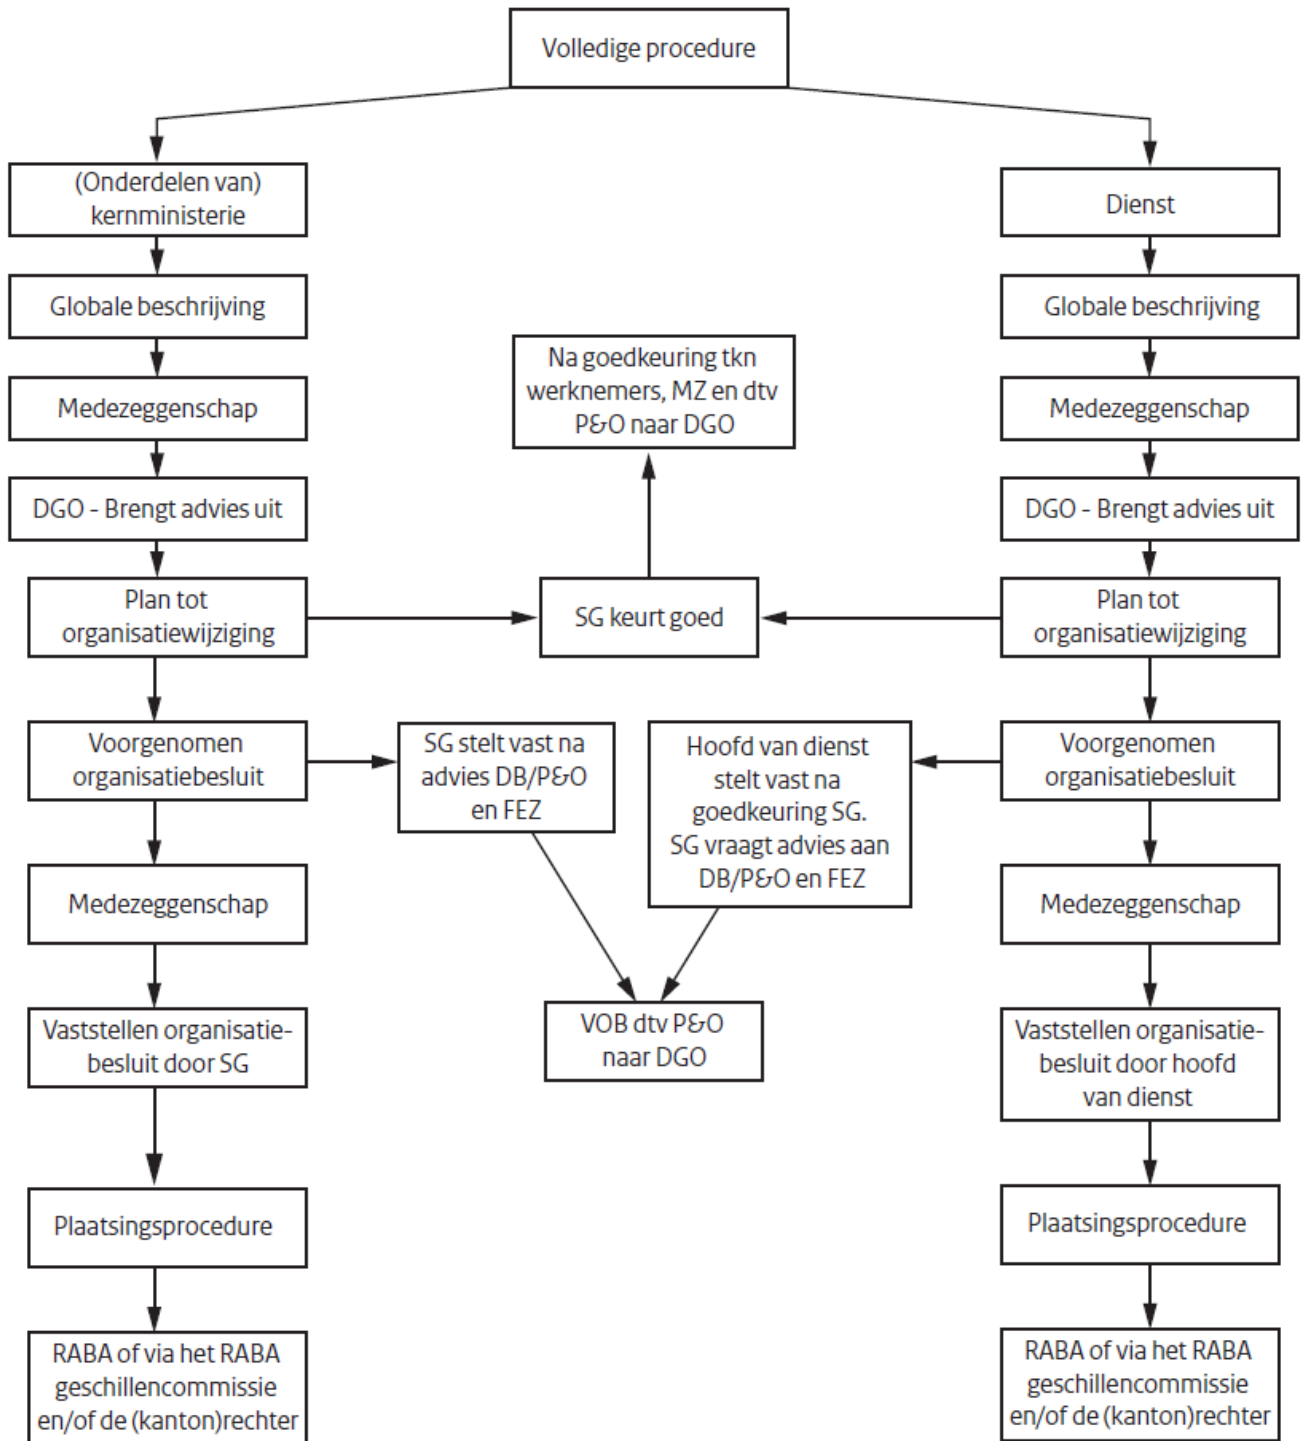 Volledige procedure
(Onderdelen van)
kernministerie
Dienst
Globale beschrijving
Globale beschrijving
Na goedkeuring tkn
werknemers, MZ en dtv
P&O naar DGO
Medezeggenschap
Medezeggenschap
DGO - Brengt advies uit
DGO - Brengt advies uit
Plan tot
organisatiewijziging
SG keurt goed
Plan tot
organisatiewijziging
Voorgenomen
organisatiebesluit
SG stelt vast na
advies DB/P&O
en FEZ
Hoofd van dienst
stelt vast na
goedkeuring SG.
SG vraagt advies aan
DB/P&O en FEZ
Voorgenomen
organisatiebesluit
Medezeggenschap
Medezeggenschap
Vaststellen organisatie-
besluit door SG
VOB dtv P&O
naar DGO
Vaststellen organisatie-
besluit door hoofd
van dienst
Plaatsingsprocedure
Plaatsingsprocedure
RABA of via het RABA
geschillencommissie
en/of de (kanton)rechter
RABA of via het RABA
geschillencommissie
en/of de (kanton)rechter